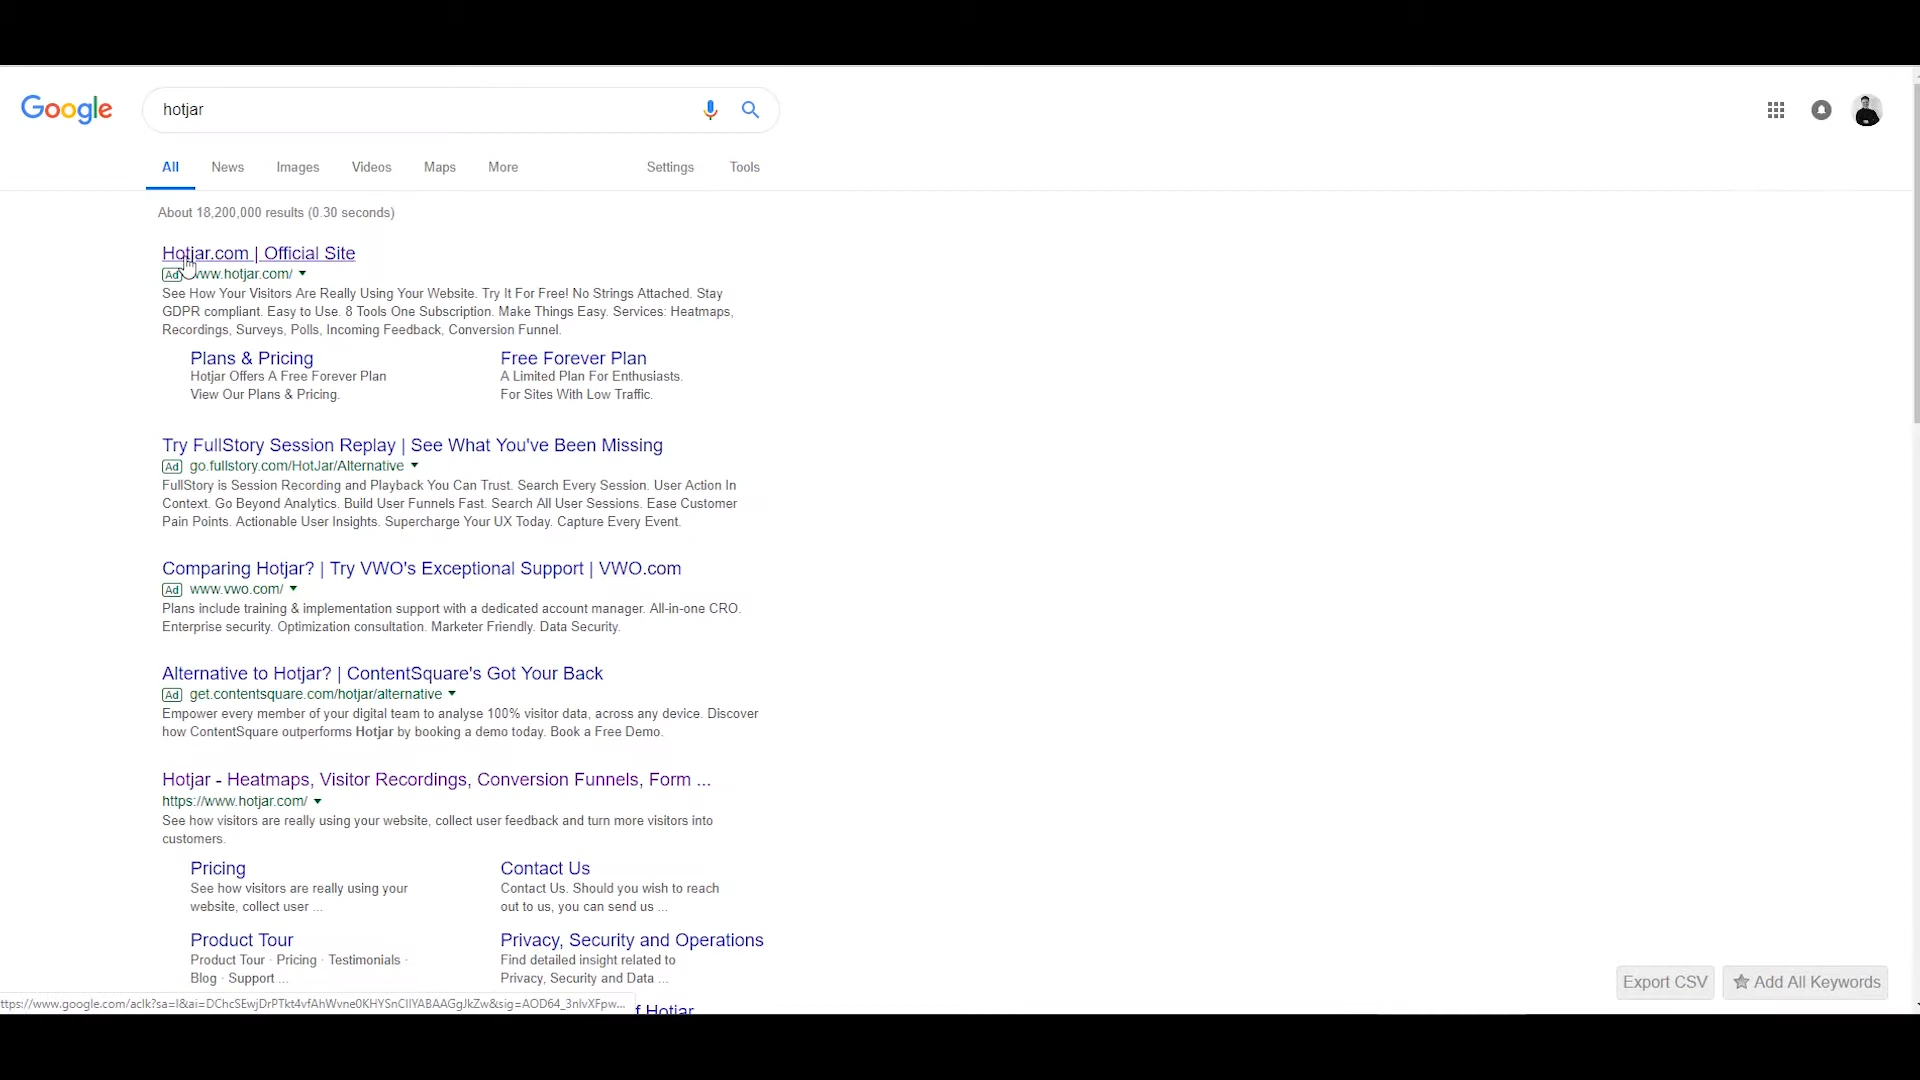 Google
hotjar
All News Images Videos Maps More Settings Tools
About 18,200,000 results (0.30 seconds)
Hotjar.com | Official Site
Ad www.hotjar.com/
See How Your Visitors Are Really Using Your Website. Try It For Free! No Strings Attached. Stay
GDPR compliant. Easy to Use. 8 Tools One Subscription. Make Things Easy. Services: Heatmaps,
Recordings, Surveys, Polls, Incoming Feedback, Conversion Funnel.
Plans & Pricing
Hotjar Offers A Free Forever Plan
View Our Plans & Pricing.
Free Forever Plan
A Limited Plan For Enthusiasts.
For Sites With Low Traffic.
Try FullStory Session Replay | See What You've Been Missing
Ad go.fullstory.com/HotJar/Alternative
FullStory is Session Recording and Playback You Can Trust. Search Every Session. User Action In
Context. Go Beyond Analytics. Build User Funnels Fast. Search All User Sessions. Ease Customer
Pain Points. Actionable User Insights. Supercharge Your UX Today. Capture Every Event.
Comparing Hotjar? | Try VWO's Exceptional Support | VWO.com
Ad www.vwo.com/
Plans include training & implementation support with a dedicated account manager. All-in-one CRO.
Enterprise security. Optimization consultation. Marketer Friendly. Data Security.
Alternative to Hotjar? | ContentSquare's Got Your Back
Ad get.contentsquare.com/hotjar/alternative
Empower every member of your digital team to analyse 100% visitor data, across any device. Discover
how ContentSquare outperforms Hotjar by booking a demo today. Book a Free Demo.
Hotjar - Heatmaps, Visitor Recordings, Conversion Funnels, Form ...
https://www.hotjar.com/
See how visitors are really using your website, collect user feedback and turn more visitors into
customers.
Pricing
See how visitors are really using your
website, collect user ...
Contact Us
Contact Us. Should you wish to reach
out to us, you can send us ...
Product Tour
Product Tour · Pricing · Testimonials ·
Blog · Support ...
Privacy, Security and Operations
Find detailed insight related to
Privacy, Security and Data ...
Export CSV
Add All Keywords
f Hotjar